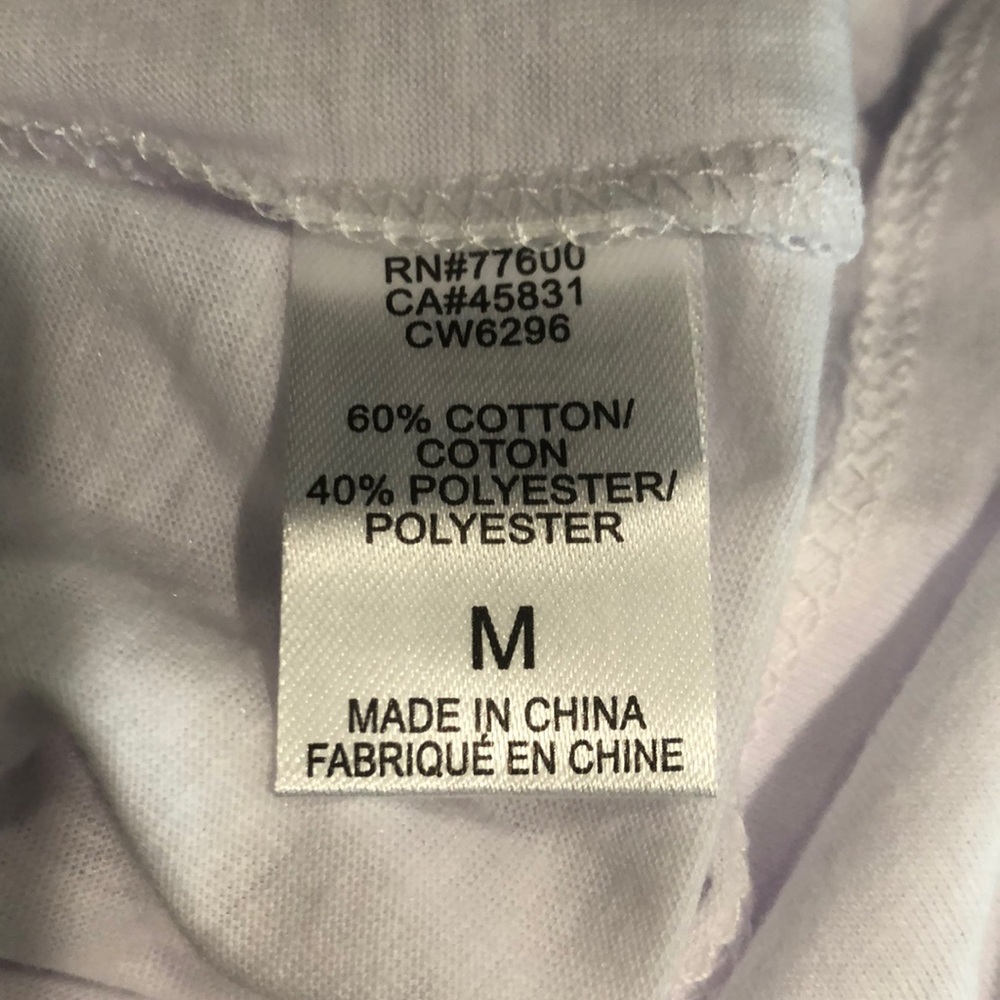 RN#77600
CA#45831
CW6296
60% COTTON/
COTON
40% POLYESTER/
POLYESTER
M
MADE IN CHINA
FABRIQUÉ EN CHINE